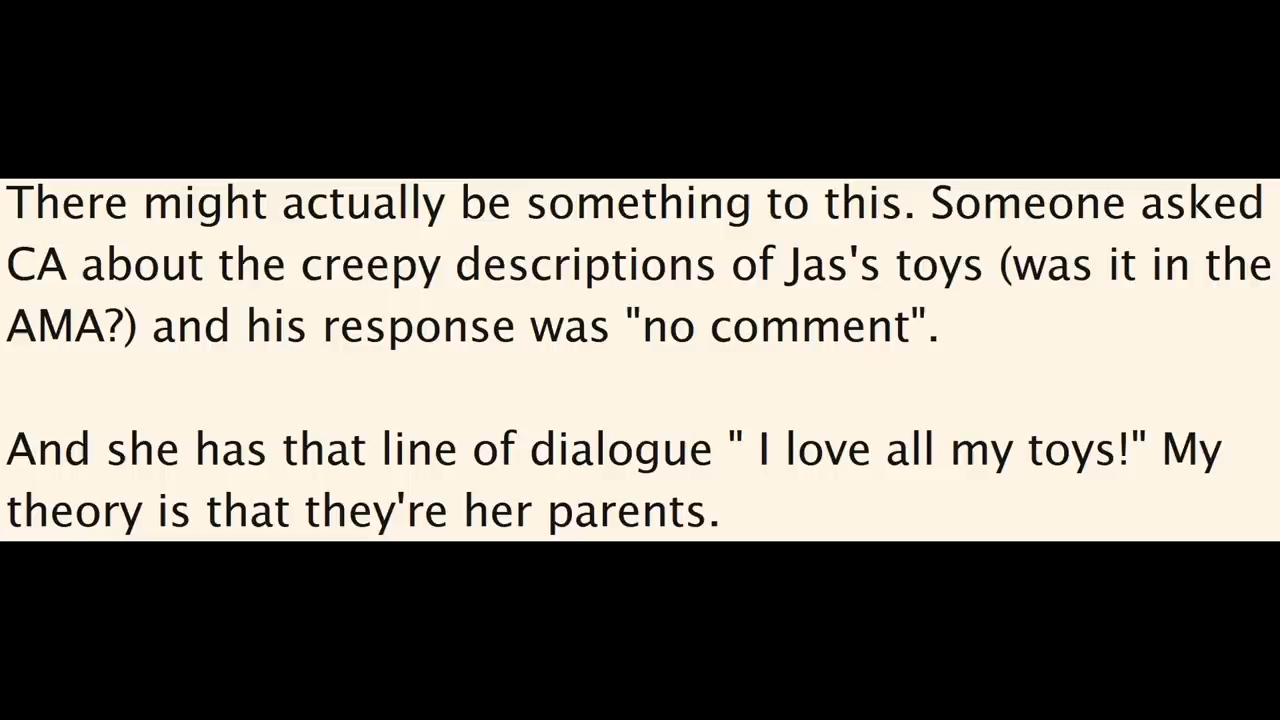 There might actually be something to this. Someone asked
CA about the creepy descriptions of Jas's toys (was it in the
AMA?) and his response was "no comment".
And she has that line of dialogue " I love all my toys!" My
theory is that they're her parents.